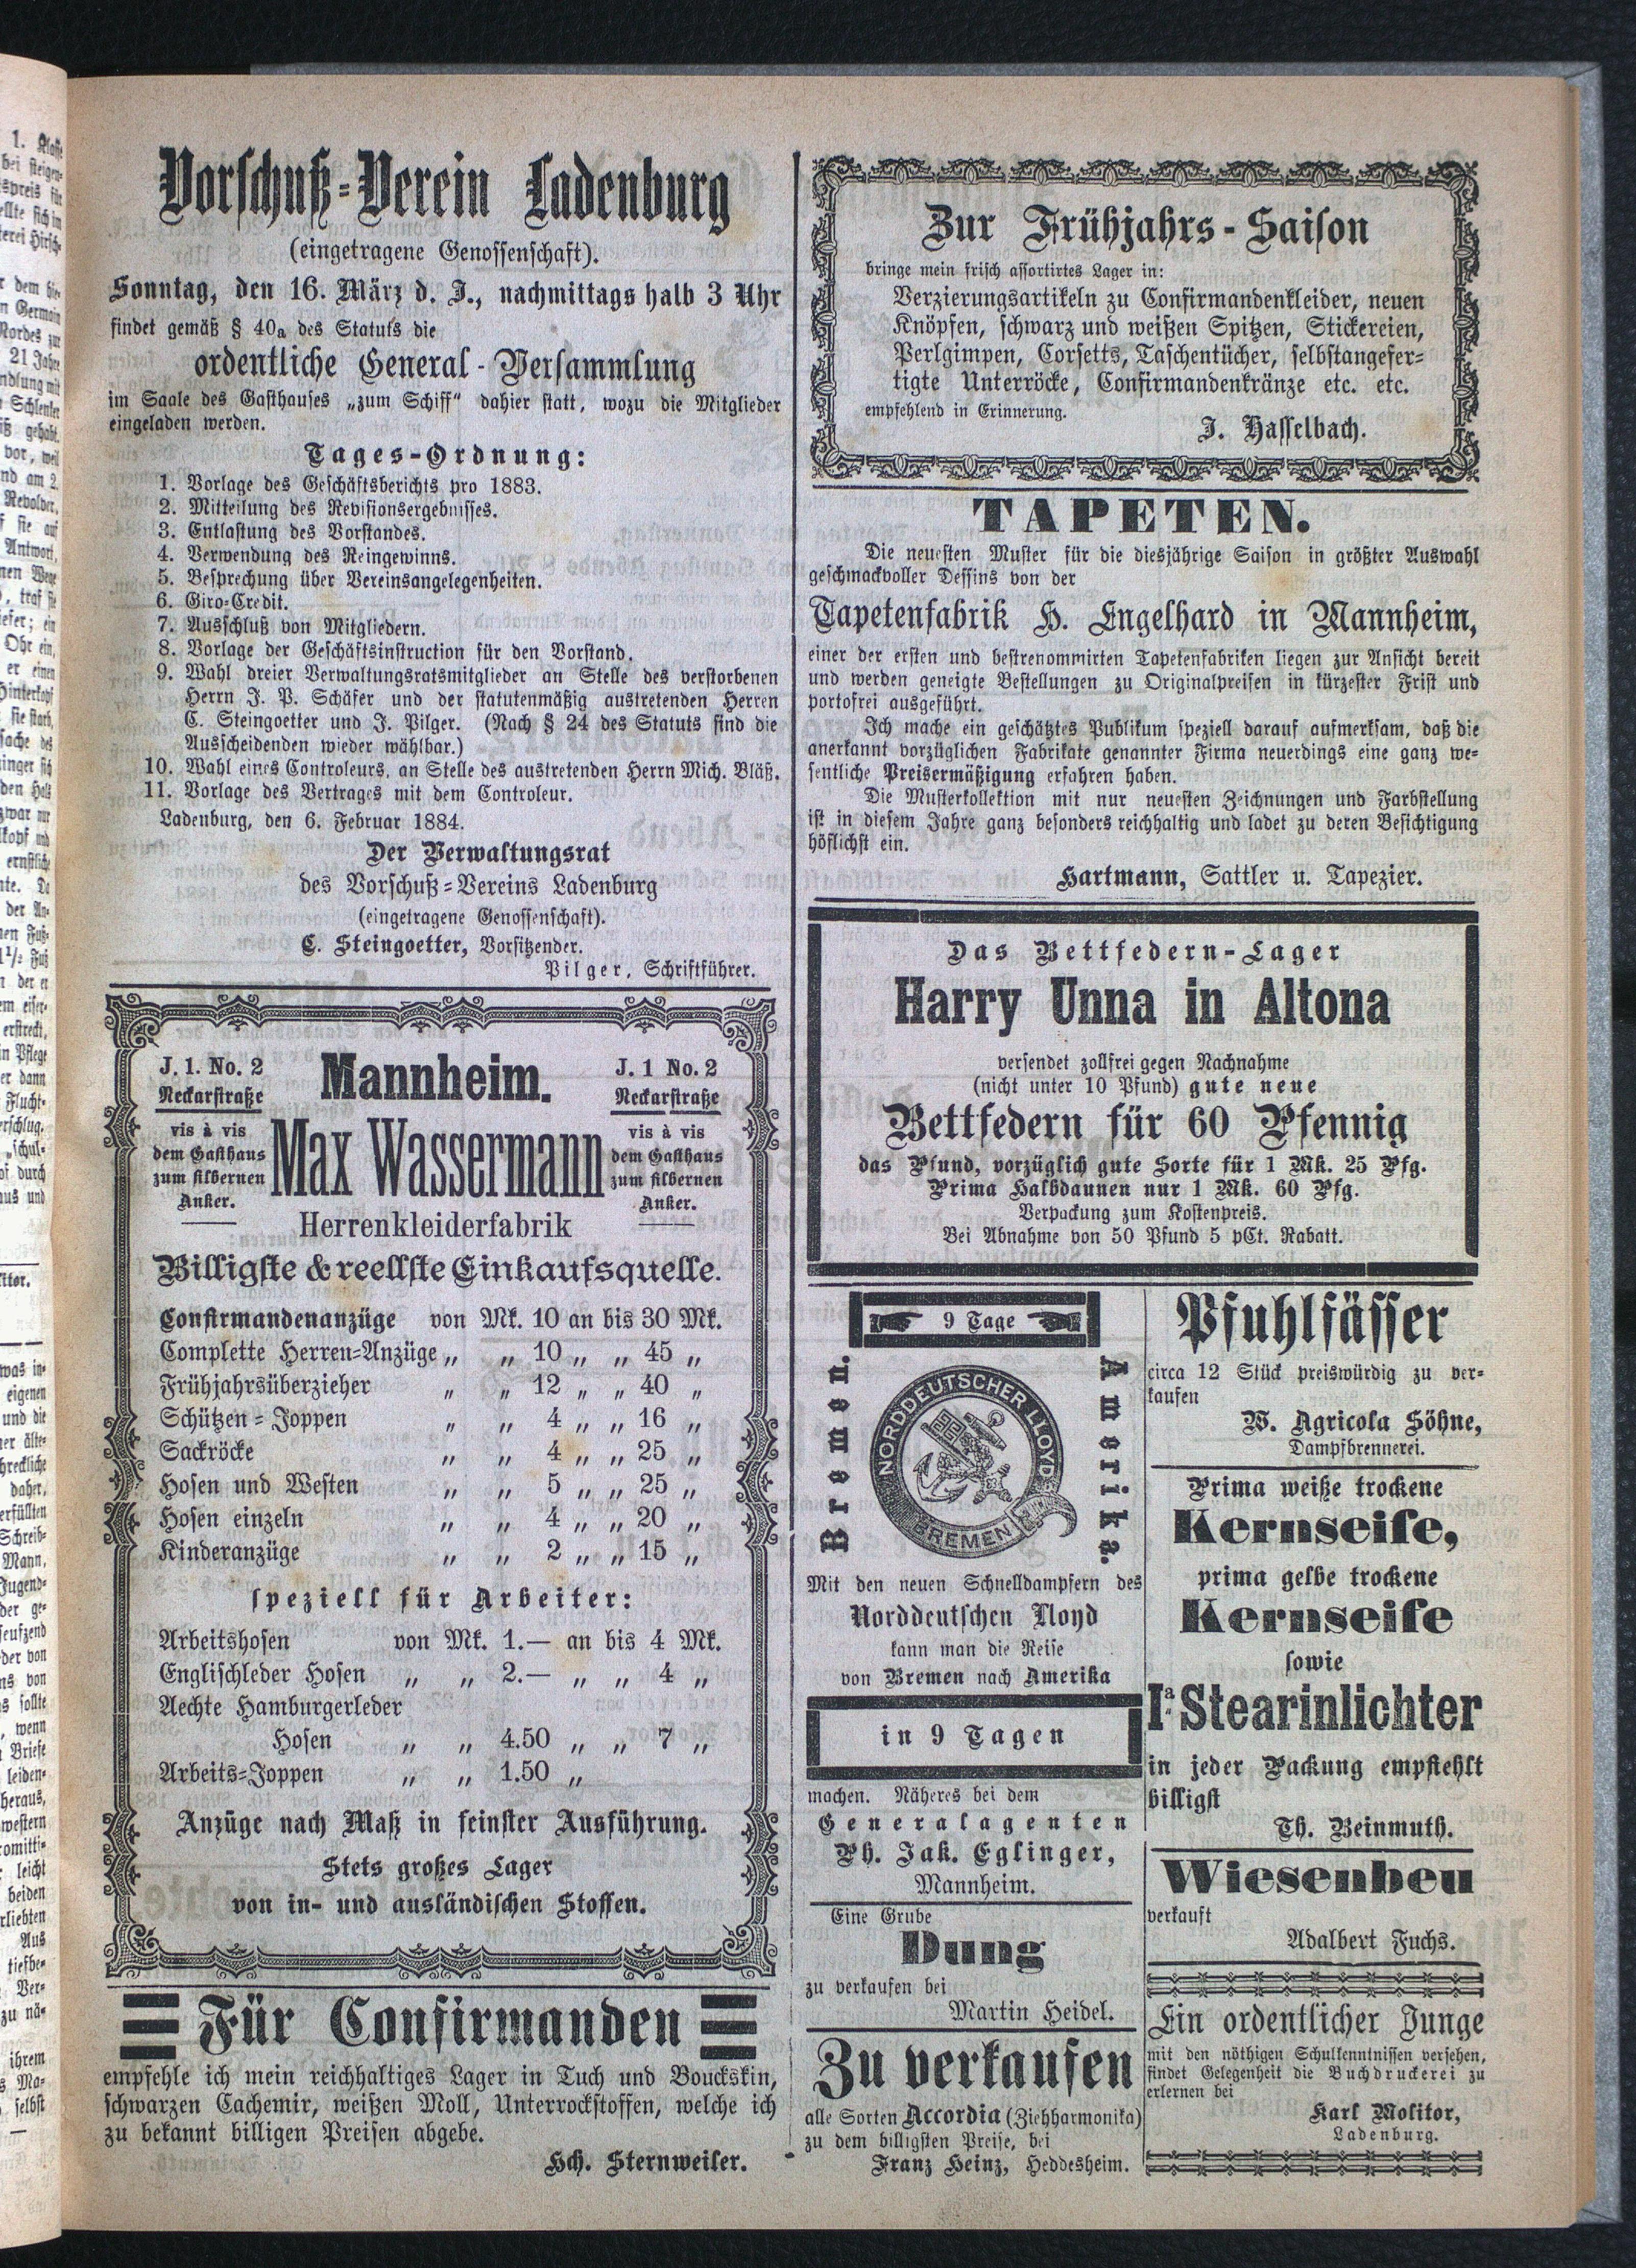 Vorschuß-Verein Ladenburg
(eingetragene Genossenschaft).
Sonntag, den 16. März d. J., nachmittags halb 3 Uhr
findet gemäß § 40a des Statuts die
ordentliche General-Versammlung
im Saale des Gasthauses „zum Schiff“ dahier statt, wozu die Mitglieder
eingeladen werden.
Tages-Ordnung:
1. Vorlage des Geschäftsberichts pro 1883.
2. Mitteilung des Revisionsergebnisses.
3. Entlastung des Vorstandes.
4. Verwendung des Reingewinns.
5. Besprechung über Vereinsangelegenheiten.
6. Giro-Credit.
7. Ausschluß von Mitgliedern.
8. Vorlage der Geschäftsinstruction für den Vorstand.
9. Wahl dreier Verwaltungsratsmitglieder an Stelle des verstorbenen
Herrn J. P. Schäfer und der statutenmäßig austretenden Herren
C. Steingoetter und J. Pilger. (Nach § 24 des Statuts sind die
Ausscheidenden wieder wählbar.)
10. Wahl eines Controleurs, an Stelle des austretenden Herrn Mich. Bläß.
11. Vorlage des Vertrages mit dem Controleur.
Ladenburg, den 6. Februar 1884.
Der Verwaltungsrat
des Vorschuß-Vereins Ladenburg
(eingetragene Genossenschaft).
C. Steingoetter, Vorsitzender.
Pilger, Schriftführer.
J. 1. No. 2 Mannheim. J. 1 No. 2
Neckarstraße Neckarstraße
vis à vis Max Wassermann vis à vis
dem Gasthaus dem Gasthaus
zum silbernen zum silbernen
Anker. Anker.
Herrenkleiderfabrik
Billigste & reellste Einkaufsquelle.
Confirmandenanzüge von Mk. 10 an bis 30 Mk.
Complette Herren-Anzüge „ „ 10 „ „ 45 „
Frühjahrsüberzieher „ „ 12 „ „ 40 „
Schützen-Joppen „ „ 4 „ „ 16 „
Sackröcke „ „ 4 „ „ 25 „
Hosen und Westen „ „ 5 „ „ 25 „
Hosen einzeln „ „ 4 „ „ 20 „
Kinderanzüge „ „ 2 „ „ 15 „
speziell für Arbeiter:
Arbeitshosen von Mk. 1.— an bis 4 Mk.
Englischleder Hosen „ „ 2.— „ „ 4 „
Aechte Hamburgerleder
Hosen „ „ 4.50 „ „ 7 „
Arbeits-Joppen „ „ 1.50 „
Anzüge nach Maß in feinster Ausführung.
Stets großes Lager
von in- und ausländischen Stoffen.
Für Confirmanden
empfehle ich mein reichhaltiges Lager in Tuch und Bouckskin,
schwarzen Cachemir, weißen Moll, Unterrockstoffen, welche ich
zu bekannt billigen Preisen abgebe.
Hch. Sternweiler.
Zur Frühjahrs-Saison
bringe mein frisch assortirtes Lager in:
Verzierungsartikeln zu Confirmandenkleider, neuen
Knöpfen, schwarz und weißen Spitzen, Stickereien,
Perlgimpen, Corsetts, Taschentücher, selbstangefer-
tigte Unterröcke, Confirmandenkränze etc. etc.
empfehlend in Erinnerung.
J. Hasselbach.
TAPETEN.
Die neuesten Muster für die diesjährige Saison in größter Auswahl
geschmackvoller Dessins von der
Tapetenfabrik H. Engelhard in Mannheim,
einer der ersten und bestrenommirten Tapetenfabriken liegen zur Ansicht bereit
und werden geneigte Bestellungen zu Originalpreisen in kürzester Frist und
portofrei ausgeführt.
Ich mache ein geschätztes Publikum speziell darauf aufmerksam, daß die
anerkannt vorzüglichen Fabrikate genannter Firma neuerdings eine ganz we-
sentliche Preisermäßigung erfahren haben.
Die Musterkollektion mit nur neuesten Zeichnungen und Farbstellung
ist in diesem Jahre ganz besonders reichhaltig und ladet zu deren Besichtigung
höflichst ein.
Hartmann, Sattler u. Tapezier.
Das Bettfedern-Lager
Harry Unna in Altona
versendet zollfrei gegen Nachnahme
(nicht unter 10 Pfund) gute neue
Bettfedern für 60 Pfennig
das Pfund, vorzüglich gute Sorte für 1 Mk. 25 Pfg.
Prima Halbdaunen nur 1 Mk. 60 Pfg.
Verpackung zum Kostenpreis.
Bei Abnahme von 50 Pfund 5 pCt. Rabatt.
9 Tage
Bremen.
NORDDEUTSCHER LLOYD
BREMEN
Amerika.
Mit den neuen Schnelldampfern des
Norddeutschen Lloyd
kann man die Reise
von Bremen nach Amerika
in 9 Tagen
machen. Näheres bei dem
Generalagenten
Ph. Jak. Eglinger,
Mannheim.
Eine Grube
Dung
zu verkaufen bei
Martin Heidel.
Zu verkaufen
alle Sorten Accordia (Ziehharmonika)
zu dem billigsten Preise, bei
Franz Heinz, Heddesheim.
Pfuhlfässer
circa 12 Stück preiswürdig zu ver-
kaufen
W. Agricola Söhne,
Dampfbrennerei.
Prima weiße trockene
Kernseife,
prima gelbe trockene
Kernseife
sowie
Ia Stearinlichter
in jeder Packung empfiehlt
billigst
Th. Beinmuth.
Wiesenheu
verkauft
Adalbert Fuchs.
Ein ordentlicher Junge
mit den nöthigen Schulkenntnissen versehen,
findet Gelegenheit die Buchdruckerei zu
erlernen bei
Karl Molitor,
Ladenburg.